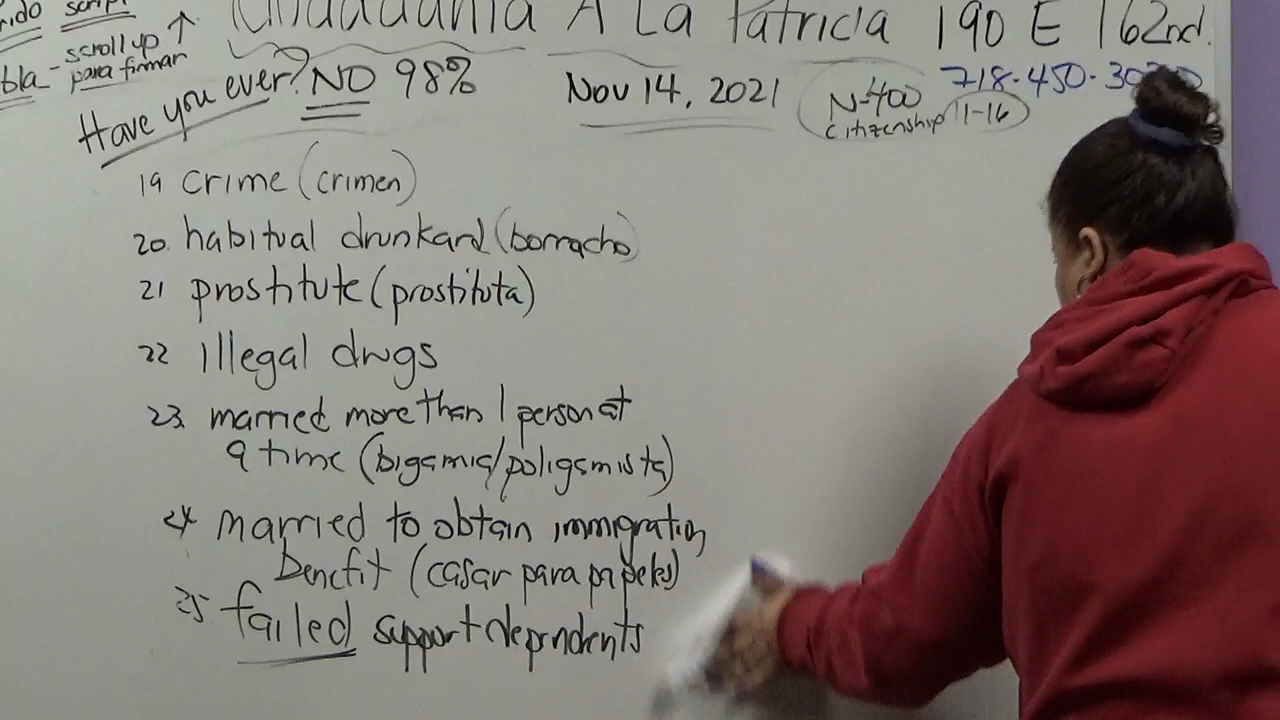 script
scroll up ↑
para firmar
Ciudadanía A La Patricia 190 E 162nd.
Have you ever? NO 98%
Nov 14, 2021
N-400
citizenship 11-16
718-450-30
19 crime (crimen)
20. habitual drunkard (borracho)
21 prostitute (prostituta)
22 illegal drugs
23. married more than 1 person at
a time (bigamia/poligamista)
24 married to obtain immigration
benefit (casar para papeles)
25 failed support dependents